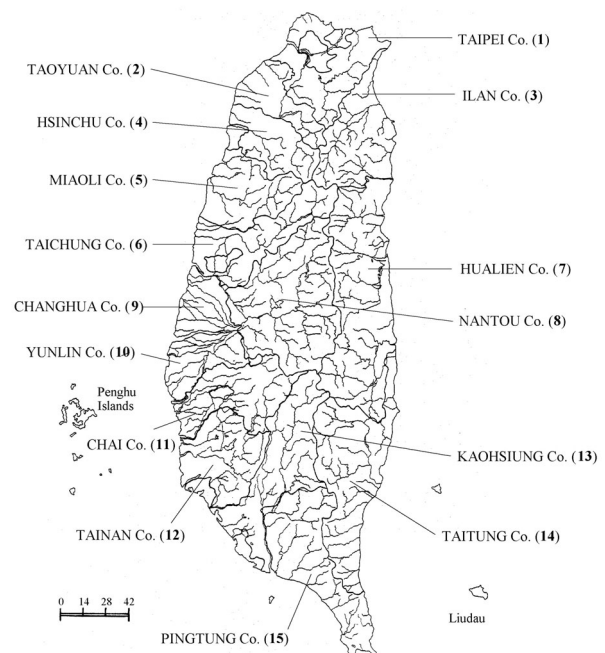 TAIPEI Co. (1)
TAOYUAN Co. (2)
ILAN Co. (3)
HSINCHU Co. (4)
MIAOLI Co. (5)
TAICHUNG Co. (6)
HUALIEN Co. (7)
CHANGHUA Co. (9)
NANTOU Co. (8)
YUNLIN Co. (10)
Penghu
Islands
CHAI Co. (11)
KAOHSIUNG Co. (13)
TAINAN Co. (12)
TAITUNG Co. (14)
0 14 28 42
Liudau
PINGTUNG Co. (15)